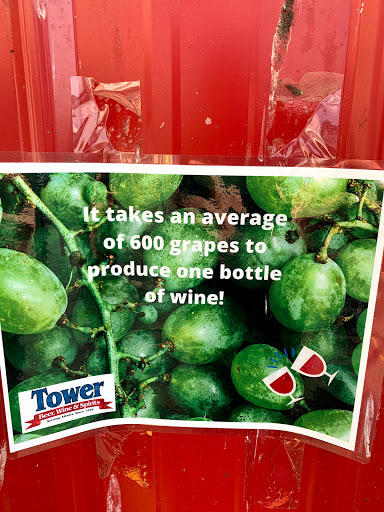 It takes an average
of 600 grapes to
produce one bottle
of wine!
Tower
Beer, Wine & Spirits